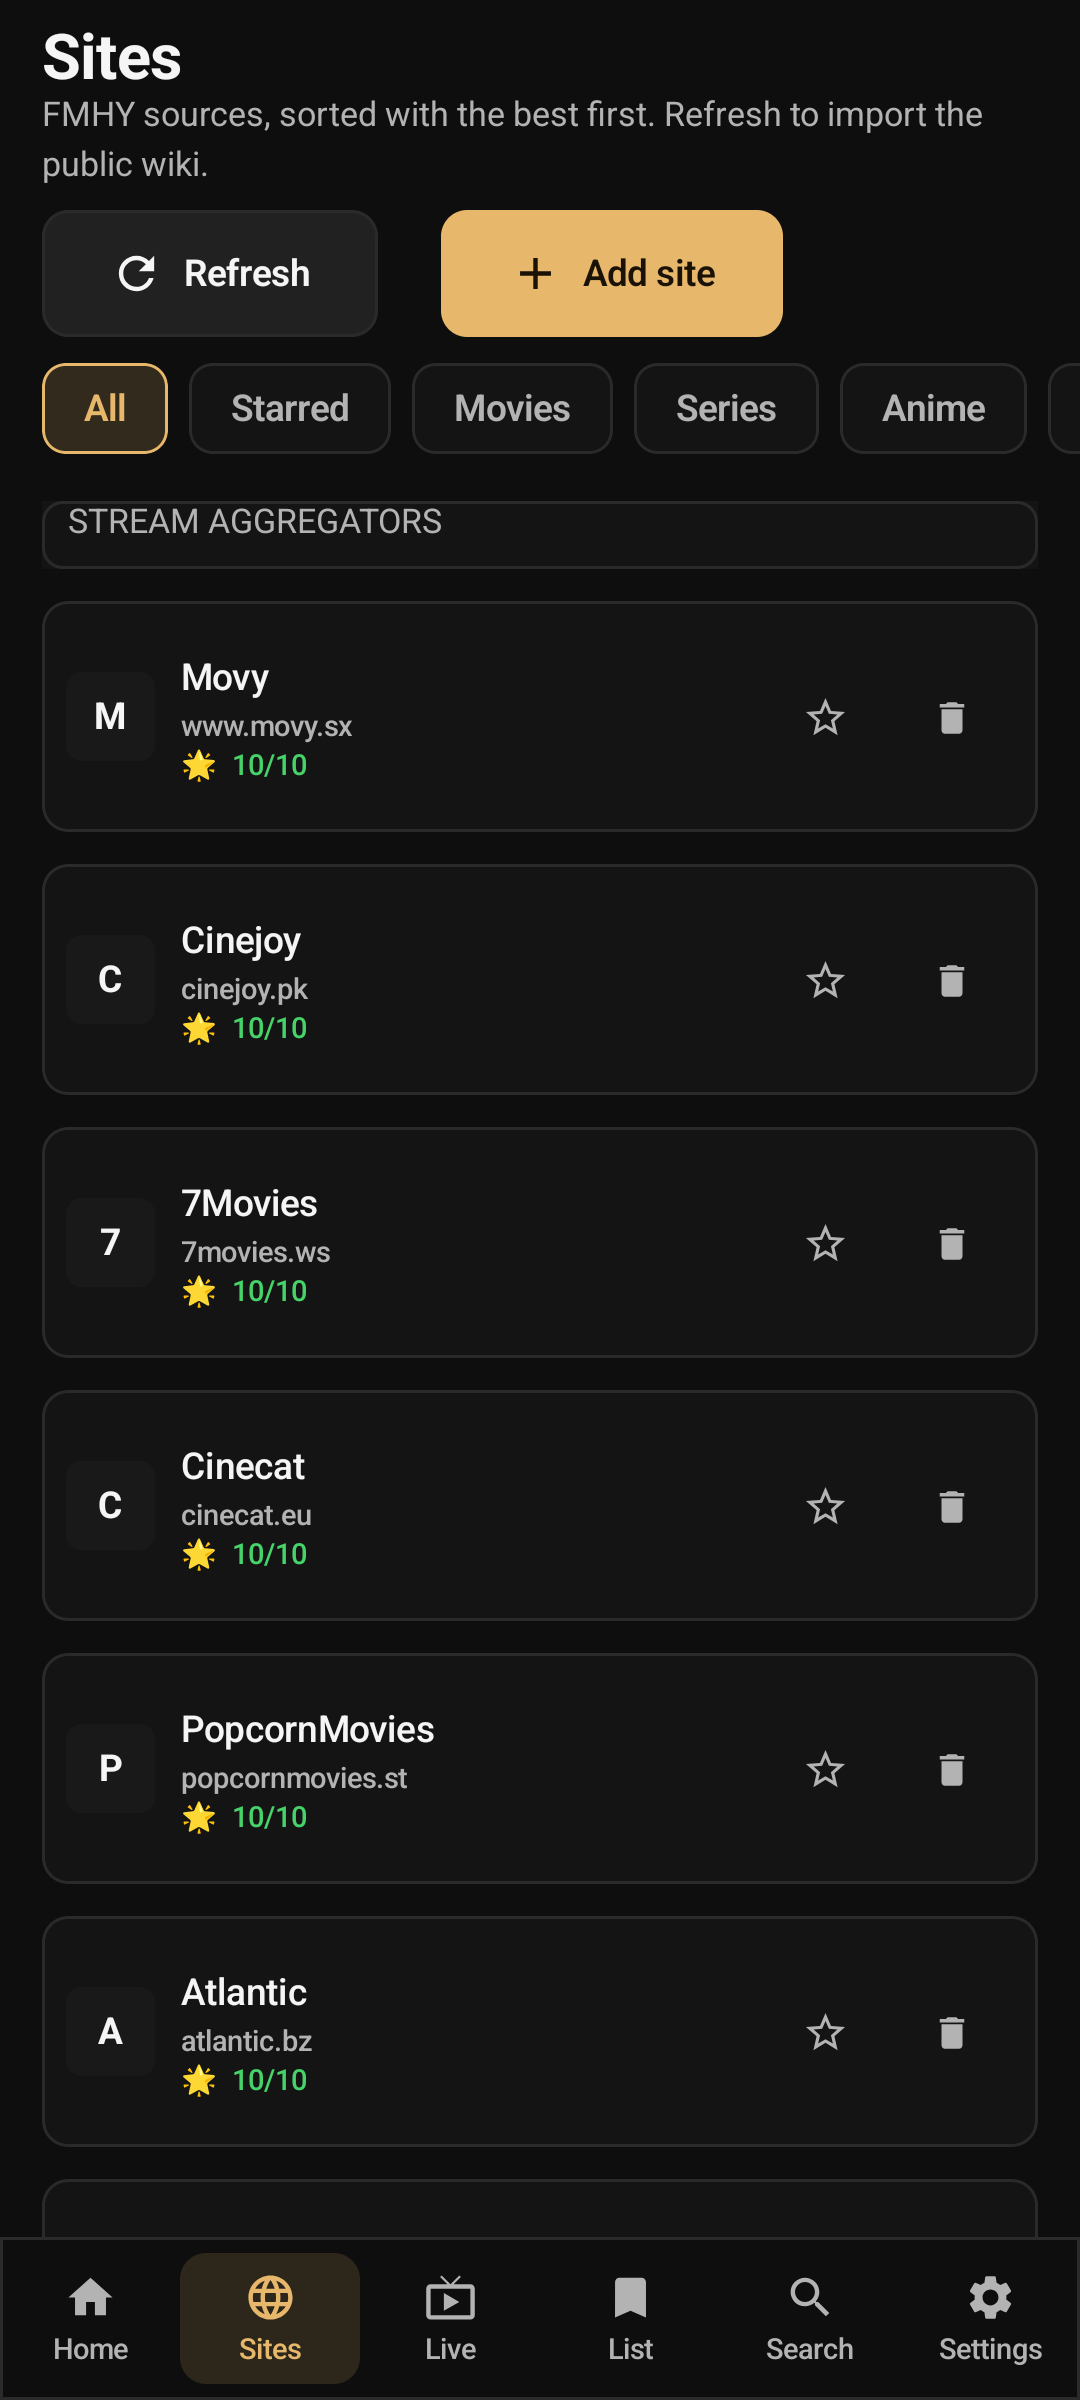 Sites
FMHY sources, sorted with the best first. Refresh to import the
public wiki.
Refresh
Add site
All
Starred
Movies
Series
Anime
STREAM AGGREGATORS
M
Movy
www.movy.sx
🌟 10/10
C
Cinejoy
cinejoy.pk
🌟 10/10
7
7Movies
7movies.ws
🌟 10/10
C
Cinecat
cinecat.eu
🌟 10/10
P
PopcornMovies
popcornmovies.st
🌟 10/10
A
Atlantic
atlantic.bz
🌟 10/10
Home
Sites
Live
List
Search
Settings